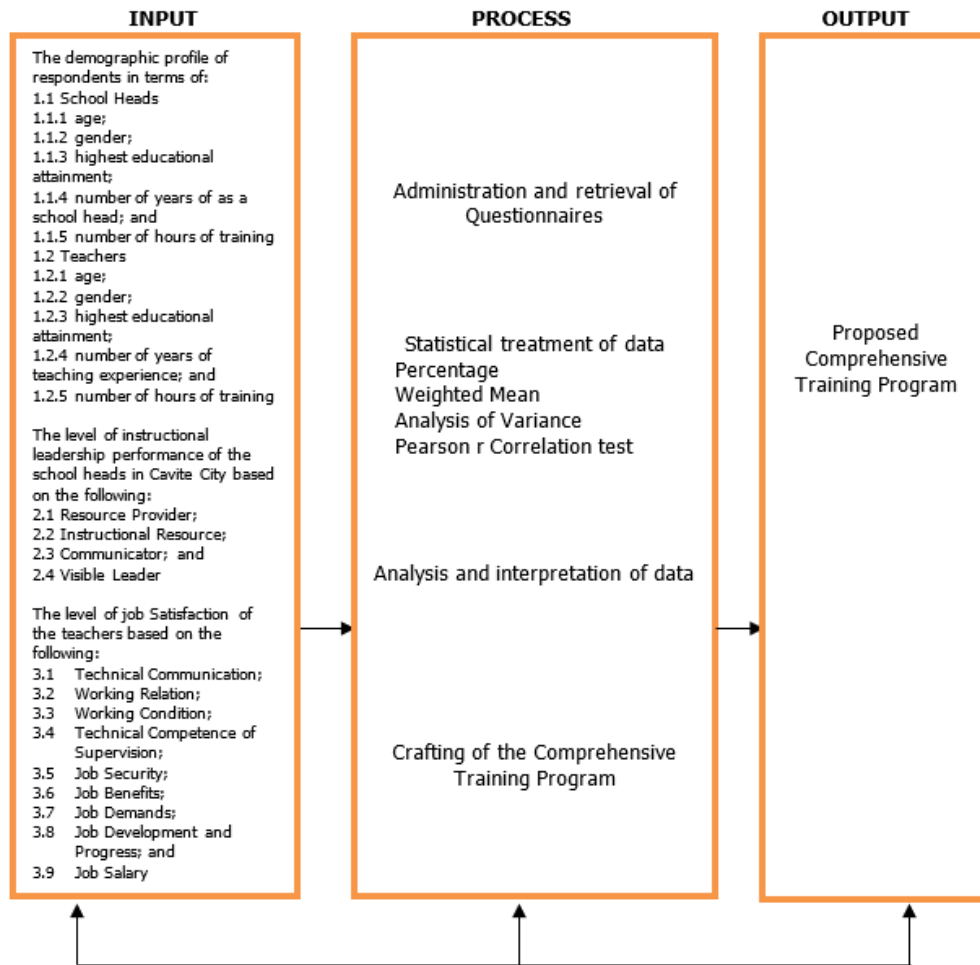 INPUT
The demographic profile of
respondents in terms of:
1.1 School Heads
1.1.1 age;
1.1.2 gender;
1.1.3 highest educational
attainment;
1.1.4 number of years of as a
school head; and
1.1.5 number of hours of training
1.2 Teachers
1.2.1 age;
1.2.2 gender;
1.2.3 highest educational
attainment;
1.2.4 number of years of
teaching experience; and
1.2.5 number of hours of training
The level of instructional
leadership performance of the
school heads in Cavite City based
on the following:
2.1 Resource Provider;
2.2 Instructional Resource;
2.3 Communicator; and
2.4 Visible Leader
The level of job Satisfaction of
the teachers based on the
following:
3.1 Technical Communication;
3.2 Working Relation;
3.3 Working Condition;
3.4 Technical Competence of
Supervision;
3.5 Job Security;
3.6 Job Benefits;
3.7 Job Demands;
3.8 Job Development and
Progress; and
3.9 Job Salary
PROCESS
Administration and retrieval of
Questionnaires
Statistical treatment of data
Percentage
Weighted Mean
Analysis of Variance
Pearson r Correlation test
Analysis and interpretation of data
Crafting of the Comprehensive
Training Program
OUTPUT
Proposed
Comprehensive
Training Program